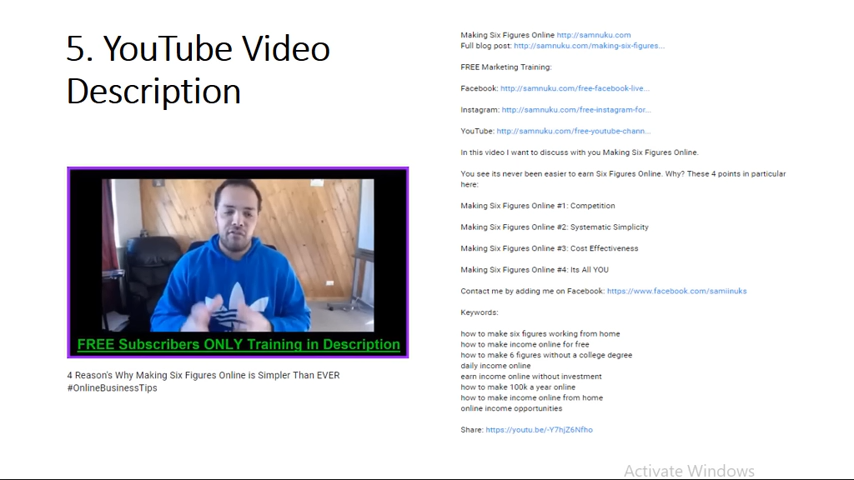 5. YouTube Video
Description
FREE Subscribers ONLY Training in Description
4 Reason's Why Making Six Figures Online is Simpler Than EVER
#OnlineBusinessTips
Making Six Figures Online http://samnuku.com
Full blog post: http://samnuku.com/making-six-figures...
FREE Marketing Training:
Facebook: http://samnuku.com/free-facebook-live...
Instagram: http://samnuku.com/free-instagram-for...
YouTube: http://samnuku.com/free-youtube-chann...
In this video I want to discuss with you Making Six Figures Online.
You see its never been easier to earn Six Figures Online. Why? These 4 points in particular
here:
Making Six Figures Online #1: Competition
Making Six Figures Online #2: Systematic Simplicity
Making Six Figures Online #3: Cost Effectiveness
Making Six Figures Online #4: Its All YOU
Contact me by adding me on Facebook: https://www.facebook.com/samiinuks
Keywords:
how to make six figures working from home
how to make income online for free
how to make 6 figures without a college degree
daily income online
earn income online without investment
how to make 100k a year online
how to make income online from home
online income opportunities
Share: https://youtu.be/-Y7hjZ6Nfho
Activate Windows